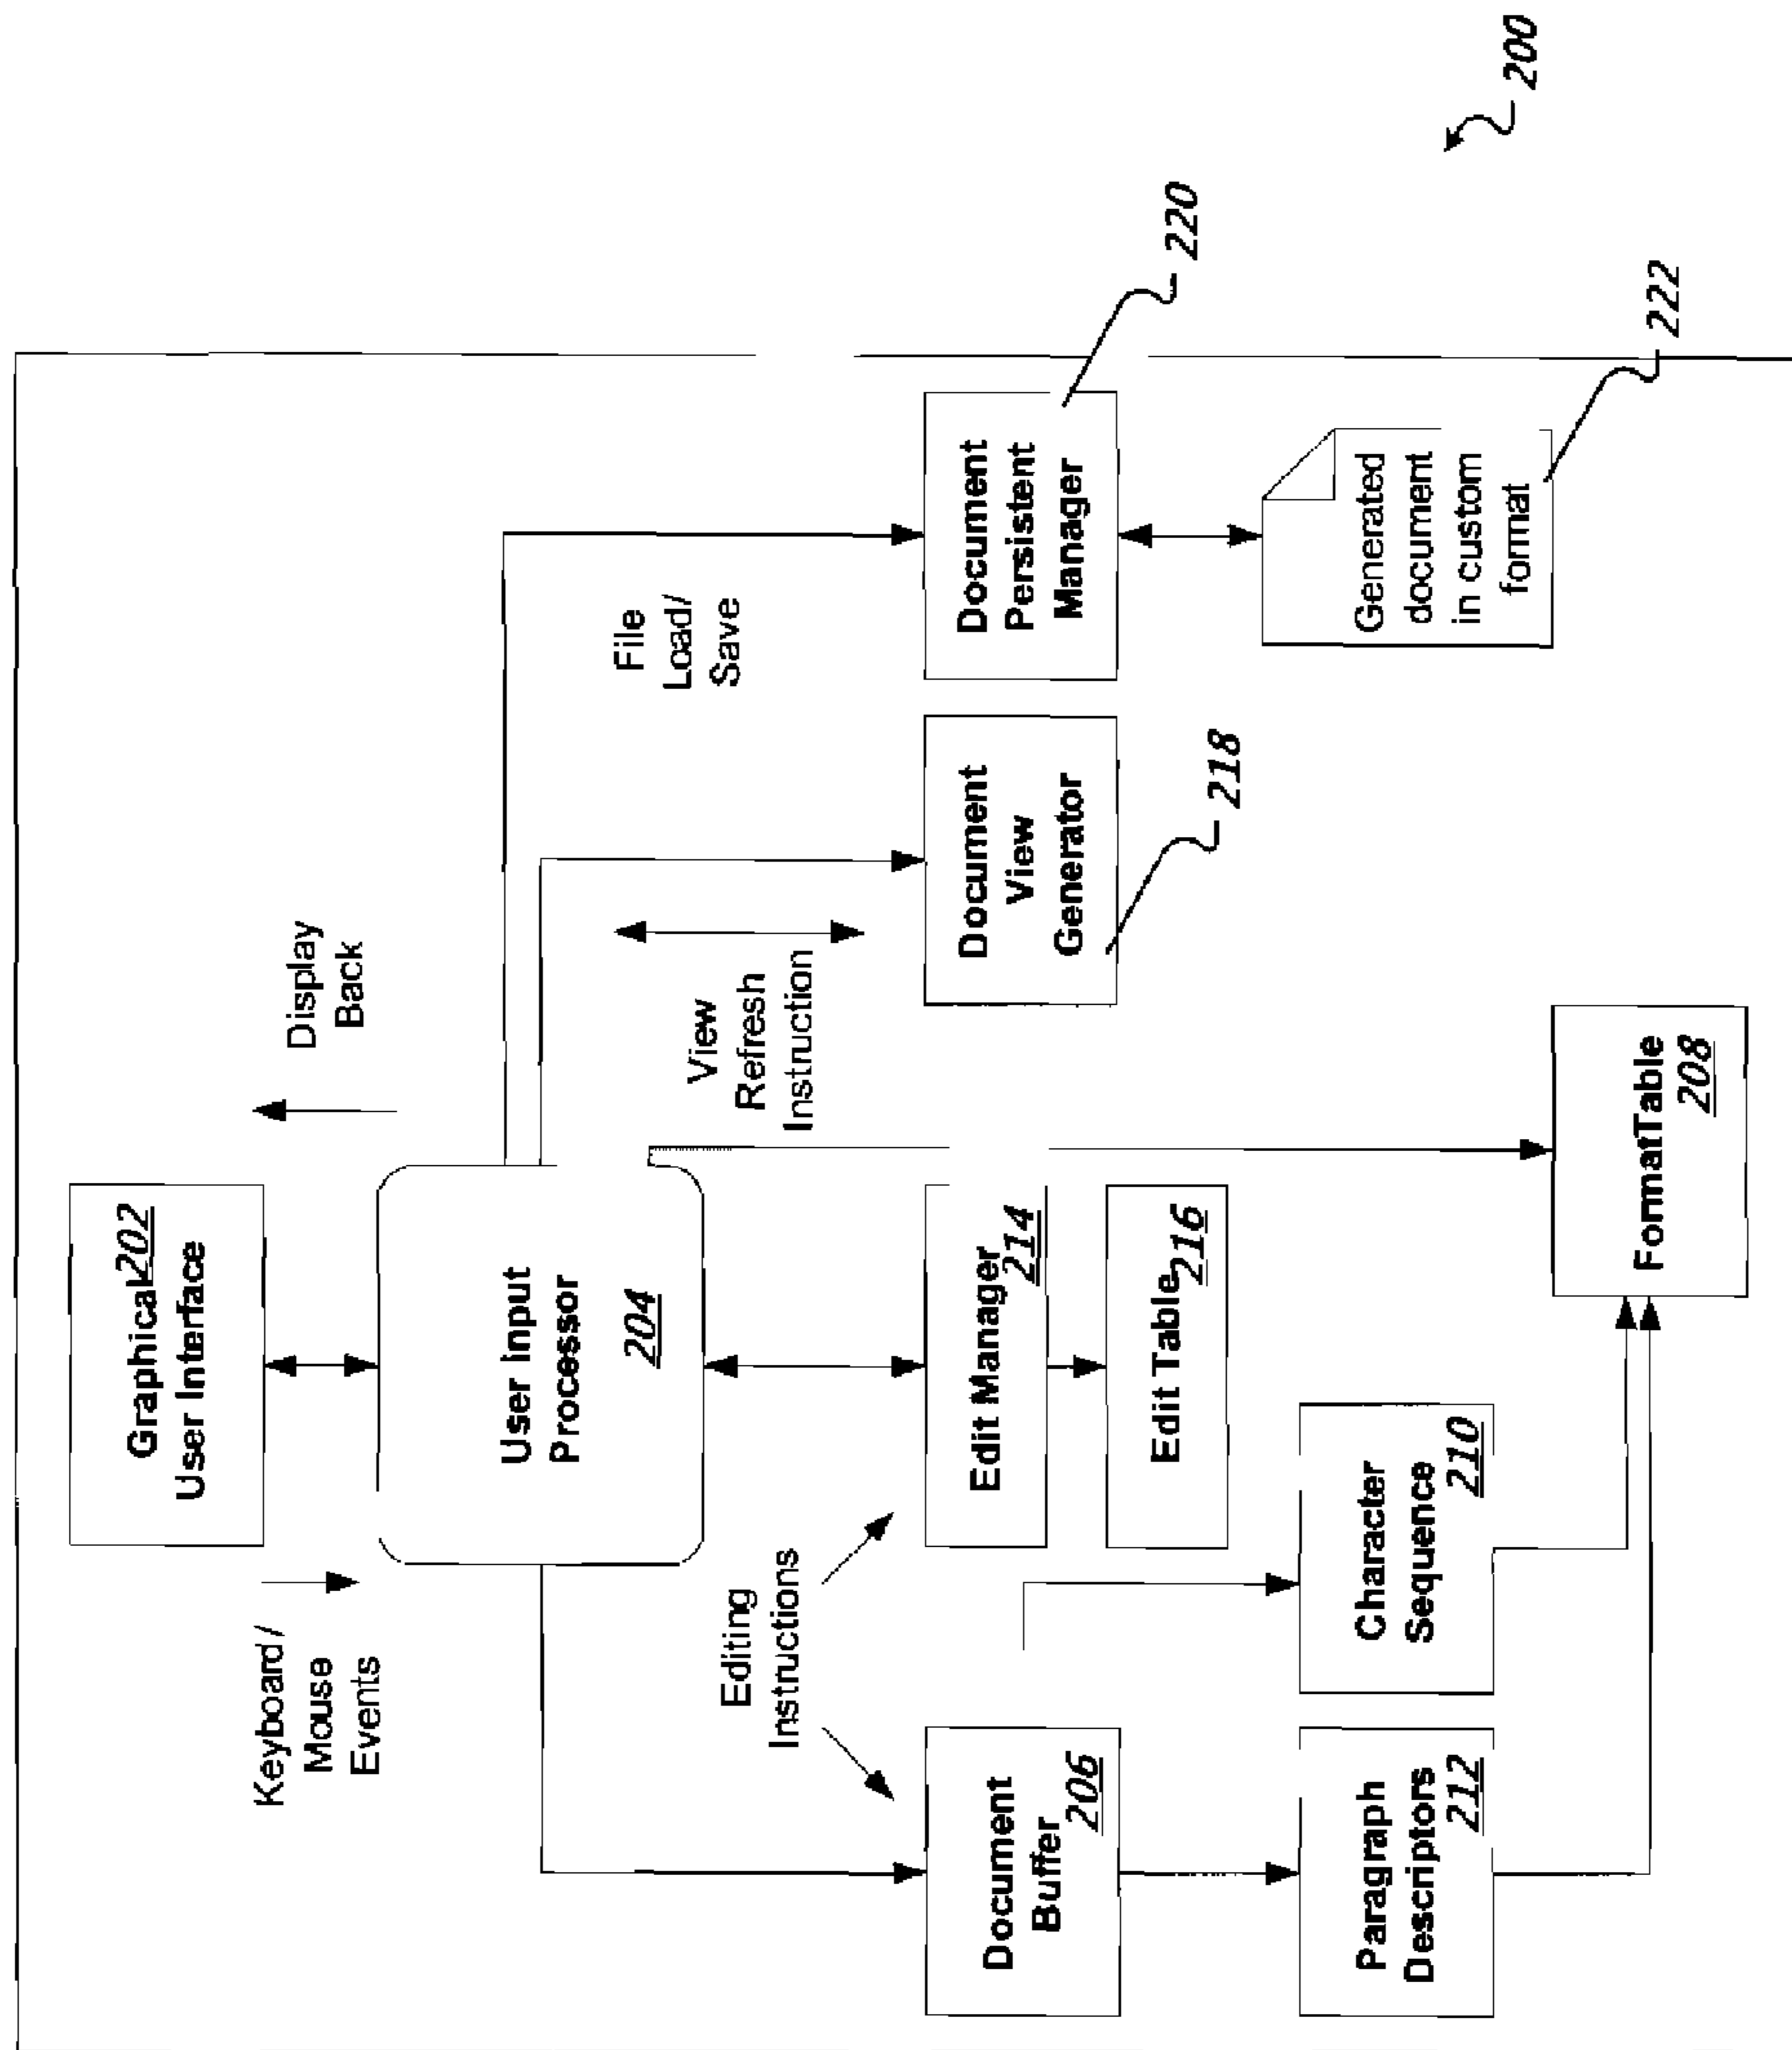 200
Graphical
User Interface
202
Keyboard/
Mouse
Events
Display
Back
User Input
Processor
204
File
Load/
Save
View
Refresh
Instruction
Editing
Instructions
Document
Buffer
206
Edit Manager
214
Edit Table
216
Document
View
Generator
218
Document
Persistent
Manager
220
Paragraph
Descriptors
212
Character
Sequence
210
FormatTable
208
Generated
document
in custom
format
222